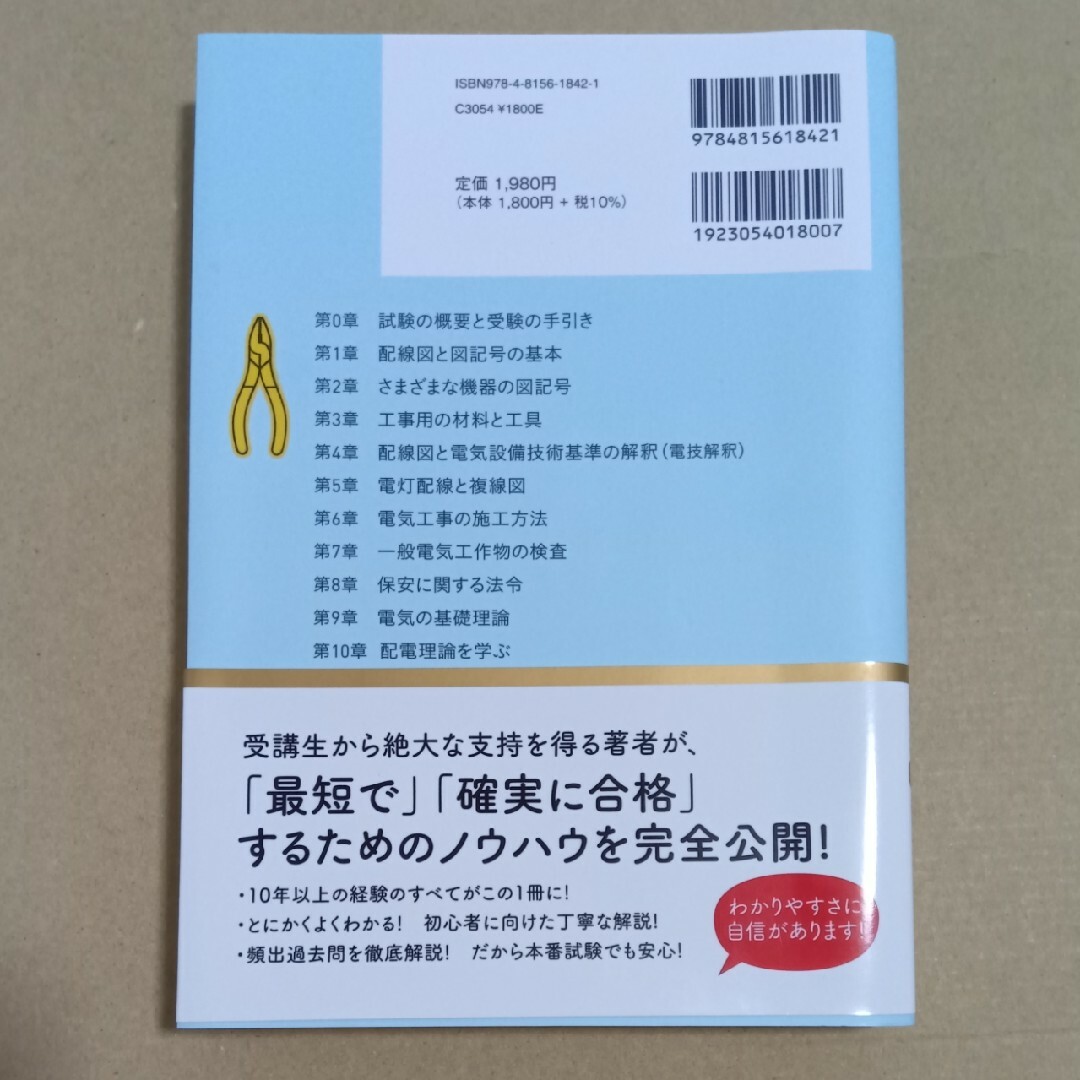 ISBN978-4-8156-1842-1
C3054 ¥1800E
9784815618421
定価 1,980円
（本体 1,800円 + 税10%）
1923054018007
第0章 試験の概要と受験の手引き
第1章 配線図と図記号の基本
第2章 さまざまな機器の図記号
第3章 工事用の材料と工具
第4章 配線図と電気設備技術基準の解釈（電技解釈）
第5章 電灯配線と複線図
第6章 電気工事の施工方法
第7章 一般電気工作物の検査
第8章 保安に関する法令
第9章 電気の基礎理論
第10章 配電理論を学ぶ
受講生から絶大な支持を得る著者が、
「最短で」「確実に合格」
するためのノウハウを完全公開！
・10年以上の経験のすべてがこの1冊に！
・とにかくよくわかる！ 初心者に向けた丁寧な解説！
・頻出過去問を徹底解説！ だから本番試験でも安心！
わかりやすさに
自信があります！